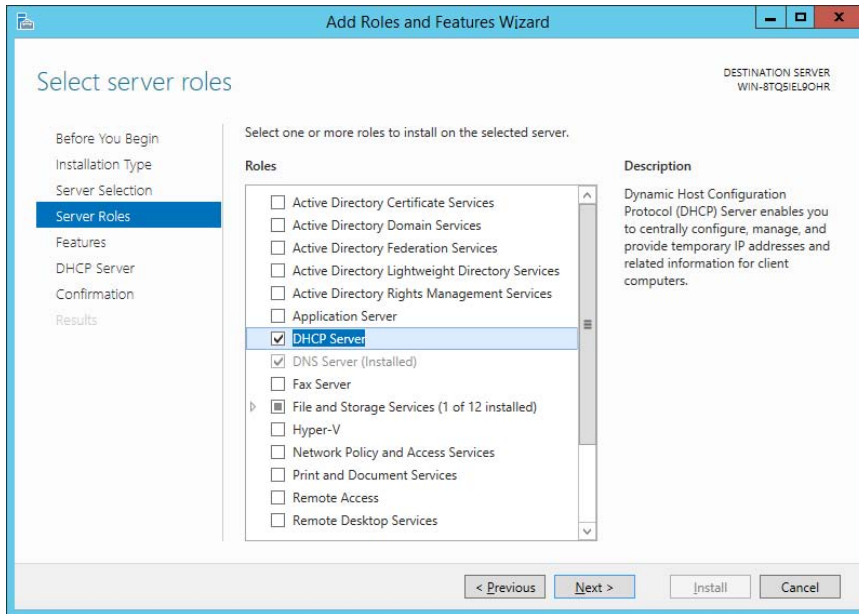 Add Roles and Features Wizard
Select server roles
DESTINATION SERVER
WIN-8TQ5IEL9OHR
Before You Begin
Installation Type
Server Selection
Server Roles
Features
DHCP Server
Confirmation
Results
Select one or more roles to install on the selected server.
Roles
Active Directory Certificate Services
Active Directory Domain Services
Active Directory Federation Services
Active Directory Lightweight Directory Services
Active Directory Rights Management Services
Application Server
DHCP Server
DNS Server (Installed)
Fax Server
File and Storage Services (1 of 12 installed)
Hyper-V
Network Policy and Access Services
Print and Document Services
Remote Access
Remote Desktop Services
Description
Dynamic Host Configuration
Protocol (DHCP) Server enables you
to centrally configure, manage, and
provide temporary IP addresses and
related information for client
computers.
< Previous
Next >
Install
Cancel